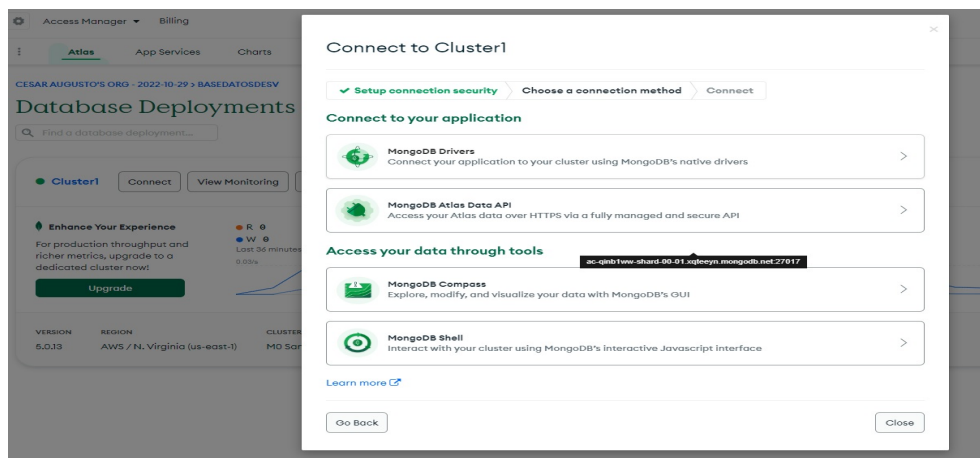 Access Manager Billing
Atlas App Services Charts
CESAR AUGUSTO'S ORG - 2022-10-29 > BASEDATOSDESV
Database Deployments
Find a database deployment...
Cluster1 Connect View Monitoring
Enhance Your Experience
For production throughput and
richer metrics, upgrade to a
dedicated cluster now!
Upgrade
R 0
W 0
Last 36 minutes
0.03/s
VERSION REGION CLUSTER
5.0.13 AWS / N. Virginia (us-east-1) M0 San
Connect to Cluster1
Setup connection security Choose a connection method Connect
Connect to your application
MongoDB Drivers
Connect your application to your cluster using MongoDB's native drivers
MongoDB Atlas Data API
Access your Atlas data over HTTPS via a fully managed and secure API
Access your data through tools
ac-qinb1ww-shard-00-01.xqfeeyn.mongodb.net:27017
MongoDB Compass
Explore, modify, and visualize your data with MongoDB's GUI
MongoDB Shell
Interact with your cluster using MongoDB's interactive Javascript interface
Learn more
Go Back Close